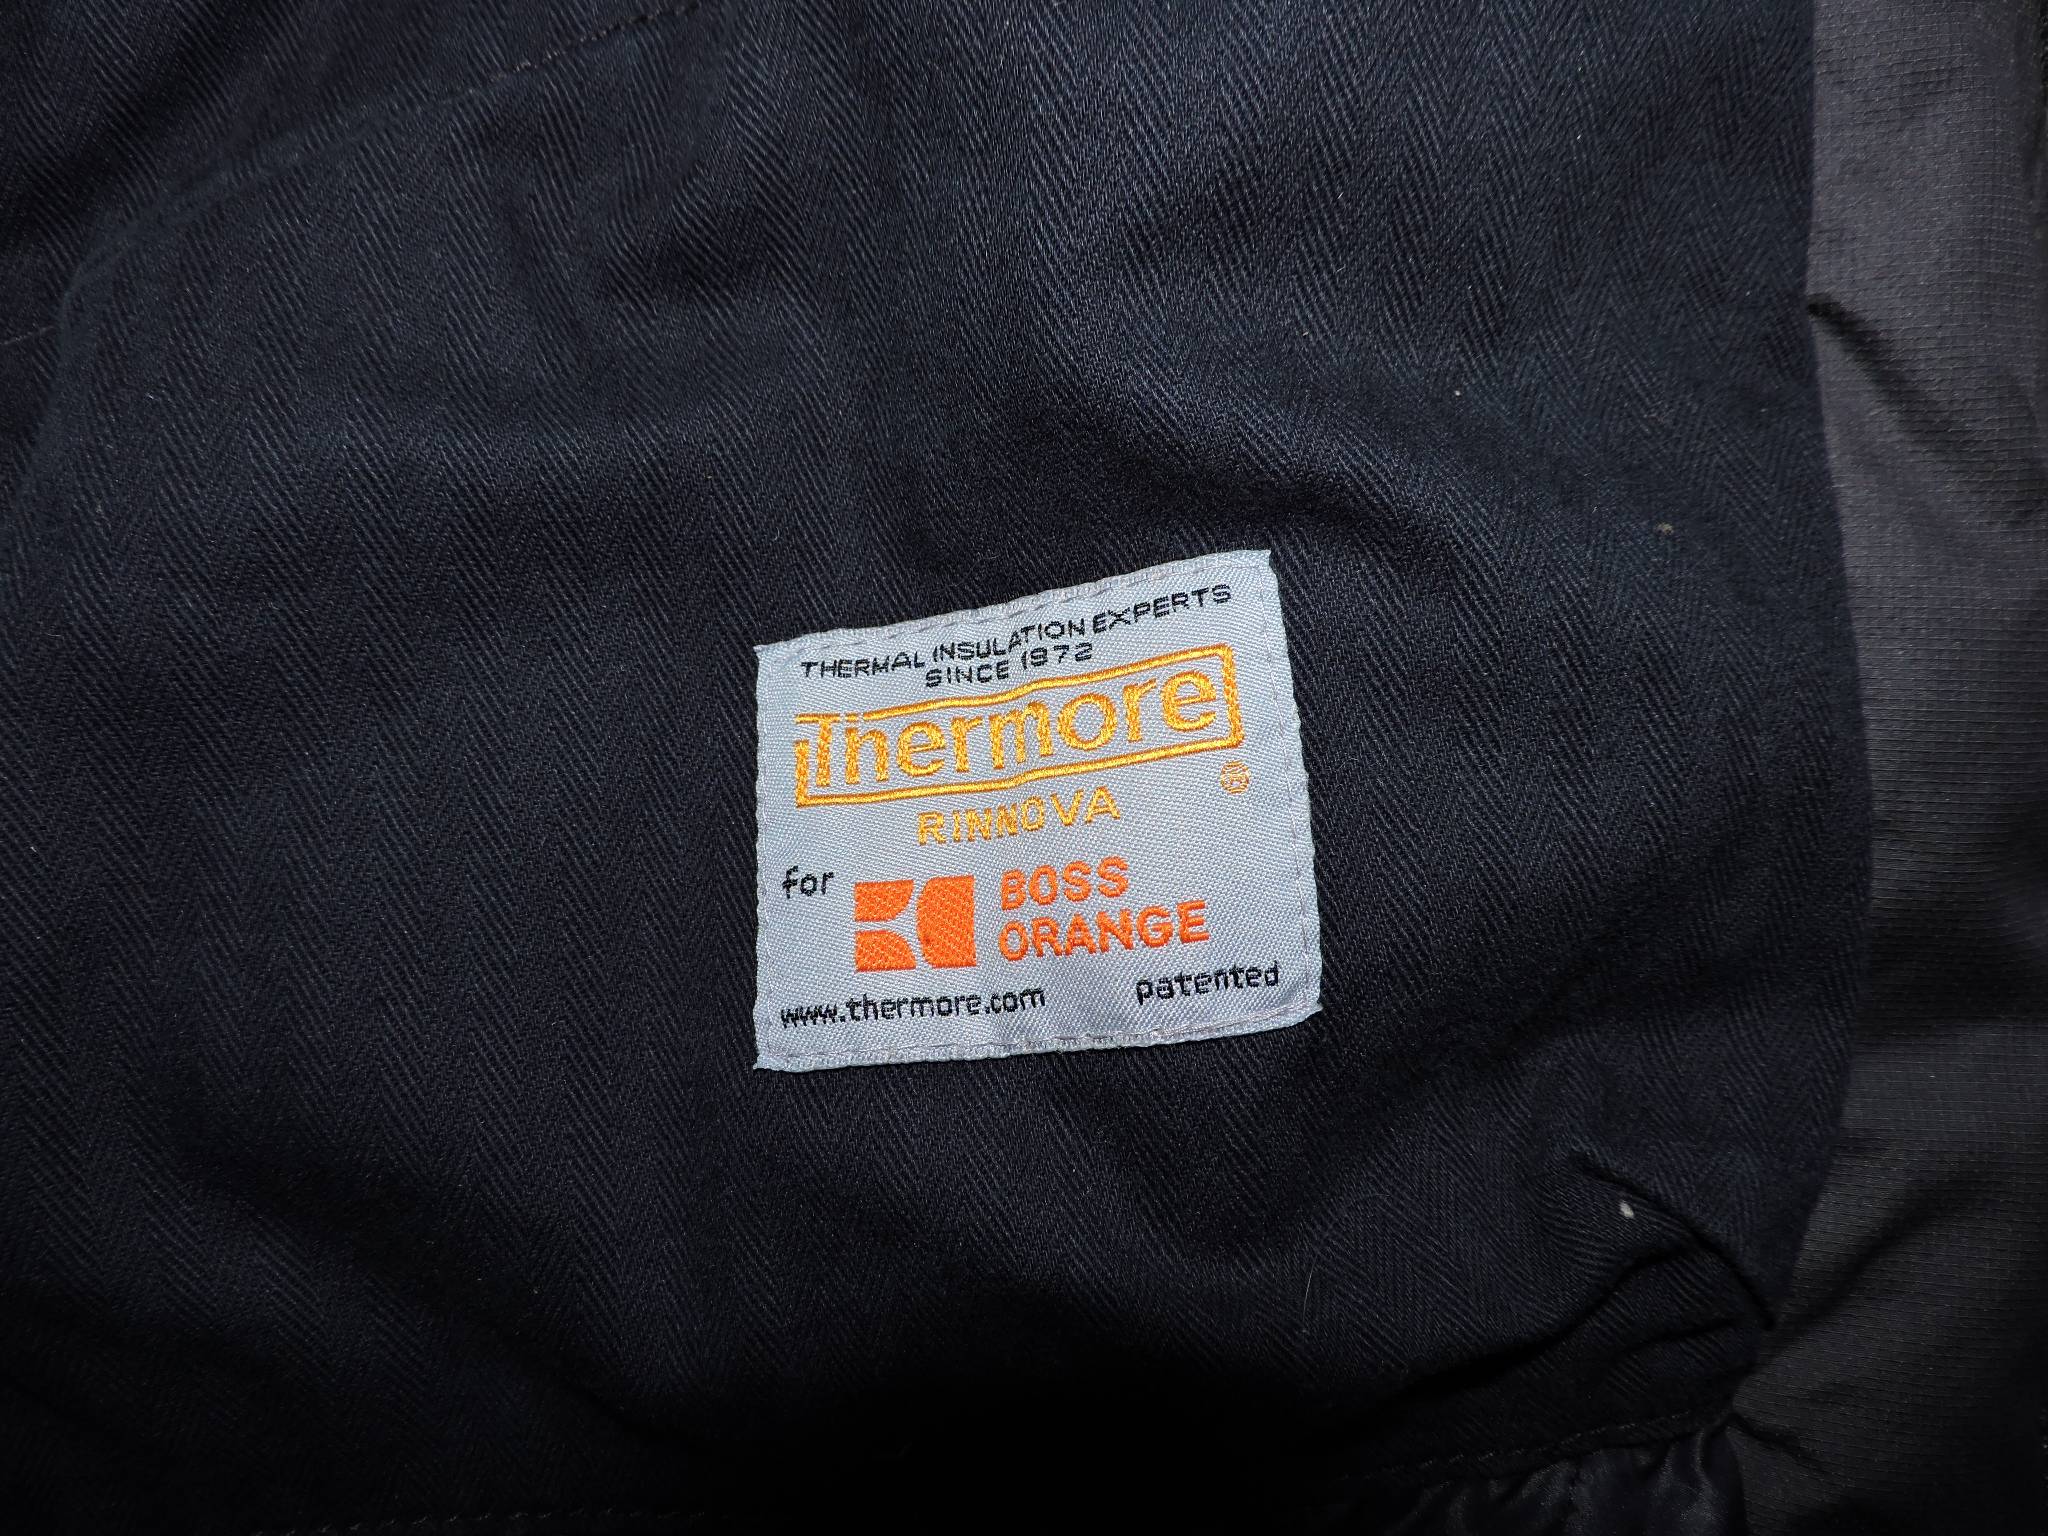 THERMAL INSULATION EXPERTS
SINCE 1972
Thermore
®
RINNOVA
for BOSS
ORANGE
www.thermore.com patented